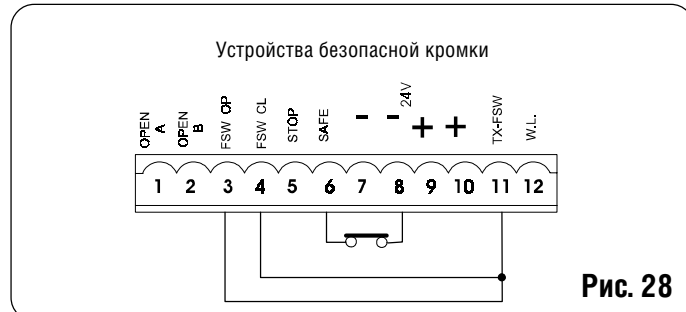 Устройства безопасной кромки
OPEN A
OPEN B
FSW OP
FSW CL
STOP
SAFE
-
-
24V
+
+
TX-FSW
W.L.
1 2 3 4 5 6 7 8 9 10 11 12
Рис. 28